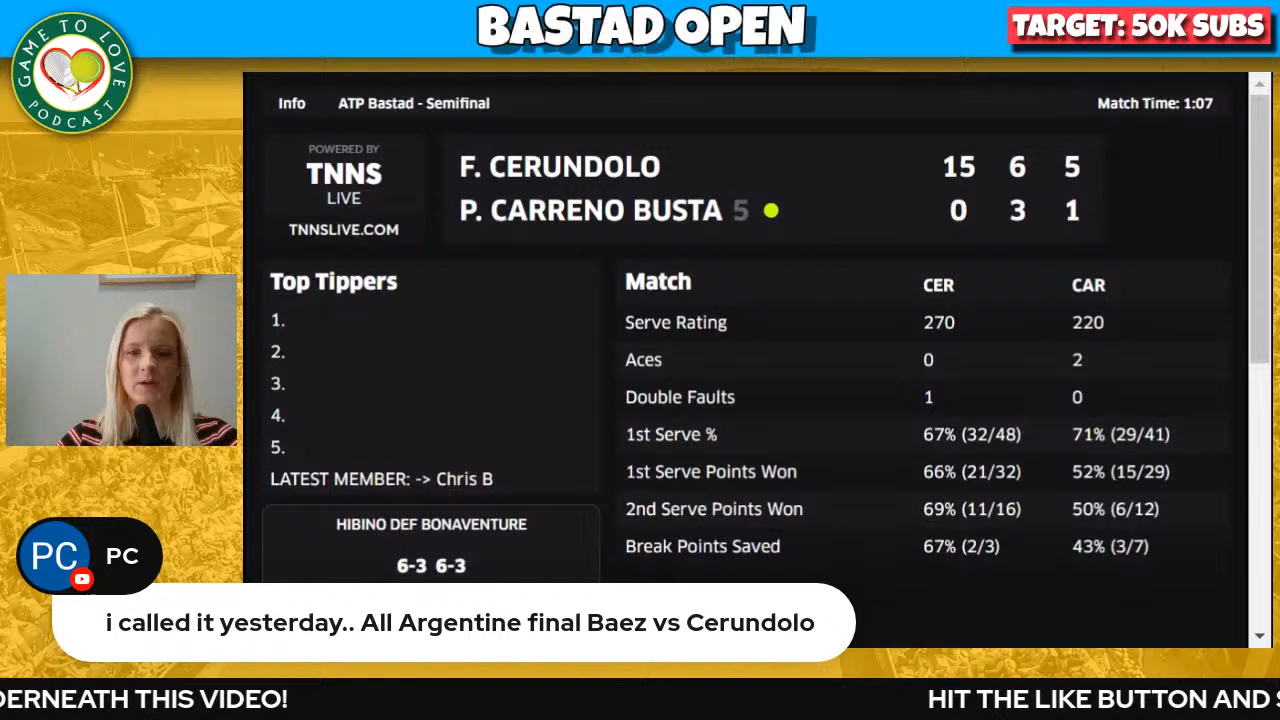 BASTAD OPEN
TARGET: 50K SUBS
GAME TO LOVE
PODCAST
Info ATP Bastad - Semifinal Match Time: 1:07
POWERED BY
TNNS
LIVE
TNNSLIVE.COM
F. CERUNDOLO 15 6 5
P. CARRENO BUSTA 5 0 3 1
Top Tippers
1.
2.
3.
4.
5.
LATEST MEMBER: -> Chris B
HIBINO DEF BONAVENTURE
6-3 6-3
Match CER CAR
Serve Rating 270 220
Aces 0 2
Double Faults 1 0
1st Serve % 67% (32/48) 71% (29/41)
1st Serve Points Won 66% (21/32) 52% (15/29)
2nd Serve Points Won 69% (11/16) 50% (6/12)
Break Points Saved 67% (2/3) 43% (3/7)
PC PC
i called it yesterday.. All Argentine final Baez vs Cerundolo
DERNEATH THIS VIDEO! HIT THE LIKE BUTTON AND S